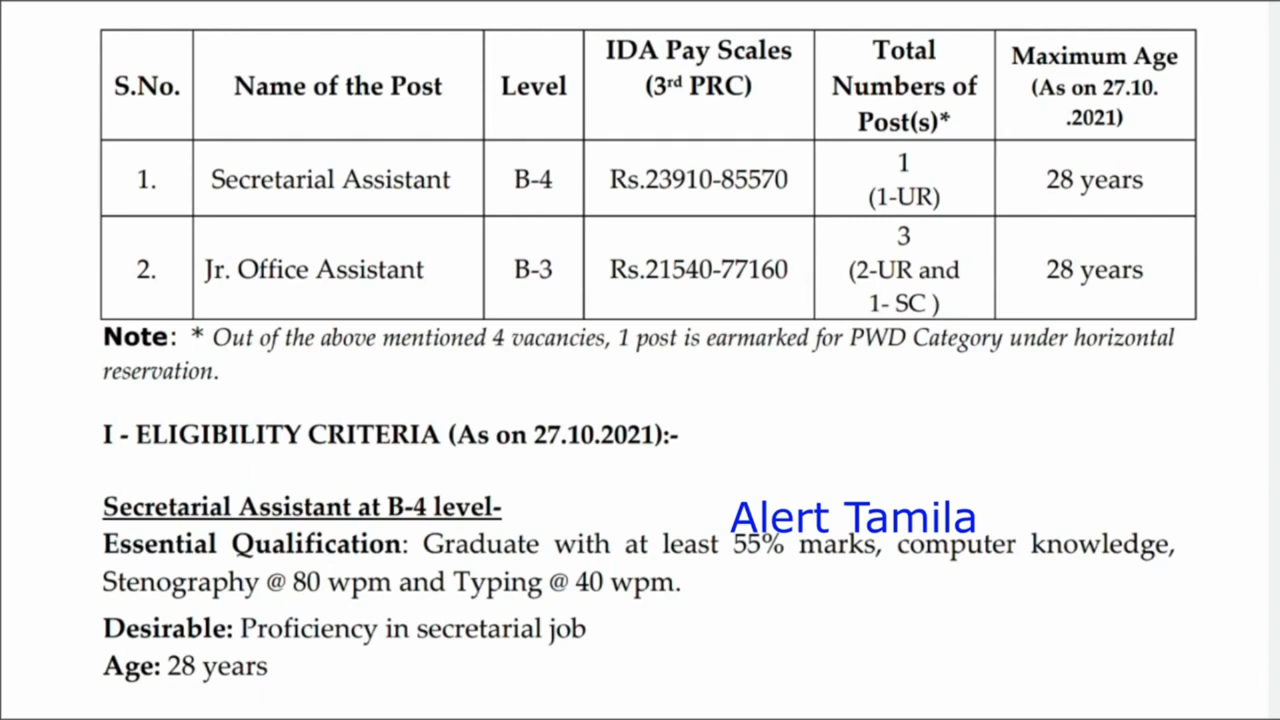 S.No. Name of the Post Level IDA Pay Scales (3rd PRC) Total Numbers of Post(s)* Maximum Age (As on 27.10. .2021)
1. Secretarial Assistant B-4 Rs.23910-85570 1 (1-UR) 28 years
2. Jr. Office Assistant B-3 Rs.21540-77160 3 (2-UR and 1- SC ) 28 years
Note: * Out of the above mentioned 4 vacancies, 1 post is earmarked for PWD Category under horizontal
reservation.
I - ELIGIBILITY CRITERIA (As on 27.10.2021):-
Secretarial Assistant at B-4 level-
Alert Tamila
Essential Qualification: Graduate with at least 55% marks, computer knowledge,
Stenography @ 80 wpm and Typing @ 40 wpm.
Desirable: Proficiency in secretarial job
Age: 28 years